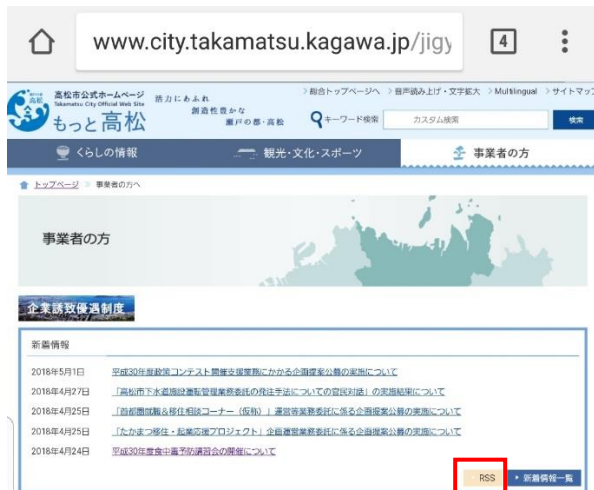 www.city.takamatsu.kagawa.jp/jigy
4
高松市公式ホームページ
Takamatsu City Official Web Site
もっと高松
活力にあふれ
創造性豊かな
瀬戸の都・高松
総合トップページへ
音声読み上げ・文字拡大
Multilingual
サイトマップ
キーワード検索
カスタム検索
検索
くらしの情報
観光・文化・スポーツ
事業者の方
トップページ
事業者の方へ
事業者の方
企業誘致優遇制度
新着情報
2018年5月1日 平成30年度政策コンテスト開催支援業務にかかる企画提案公募の実施について
2018年4月27日 「高松市下水道施設運転管理業務委託の発注手法についての官民対話」の実施結果について
2018年4月25日 「首都圏就職&移住相談コーナー（仮称）」運営等業務委託に係る企画提案公募の実施について
2018年4月25日 「たかまつ移住・起業応援プロジェクト」企画運営業務委託に係る企画提案公募の実施について
2018年4月24日 平成30年度食中毒予防講習会の開催について
RSS
新着情報一覧